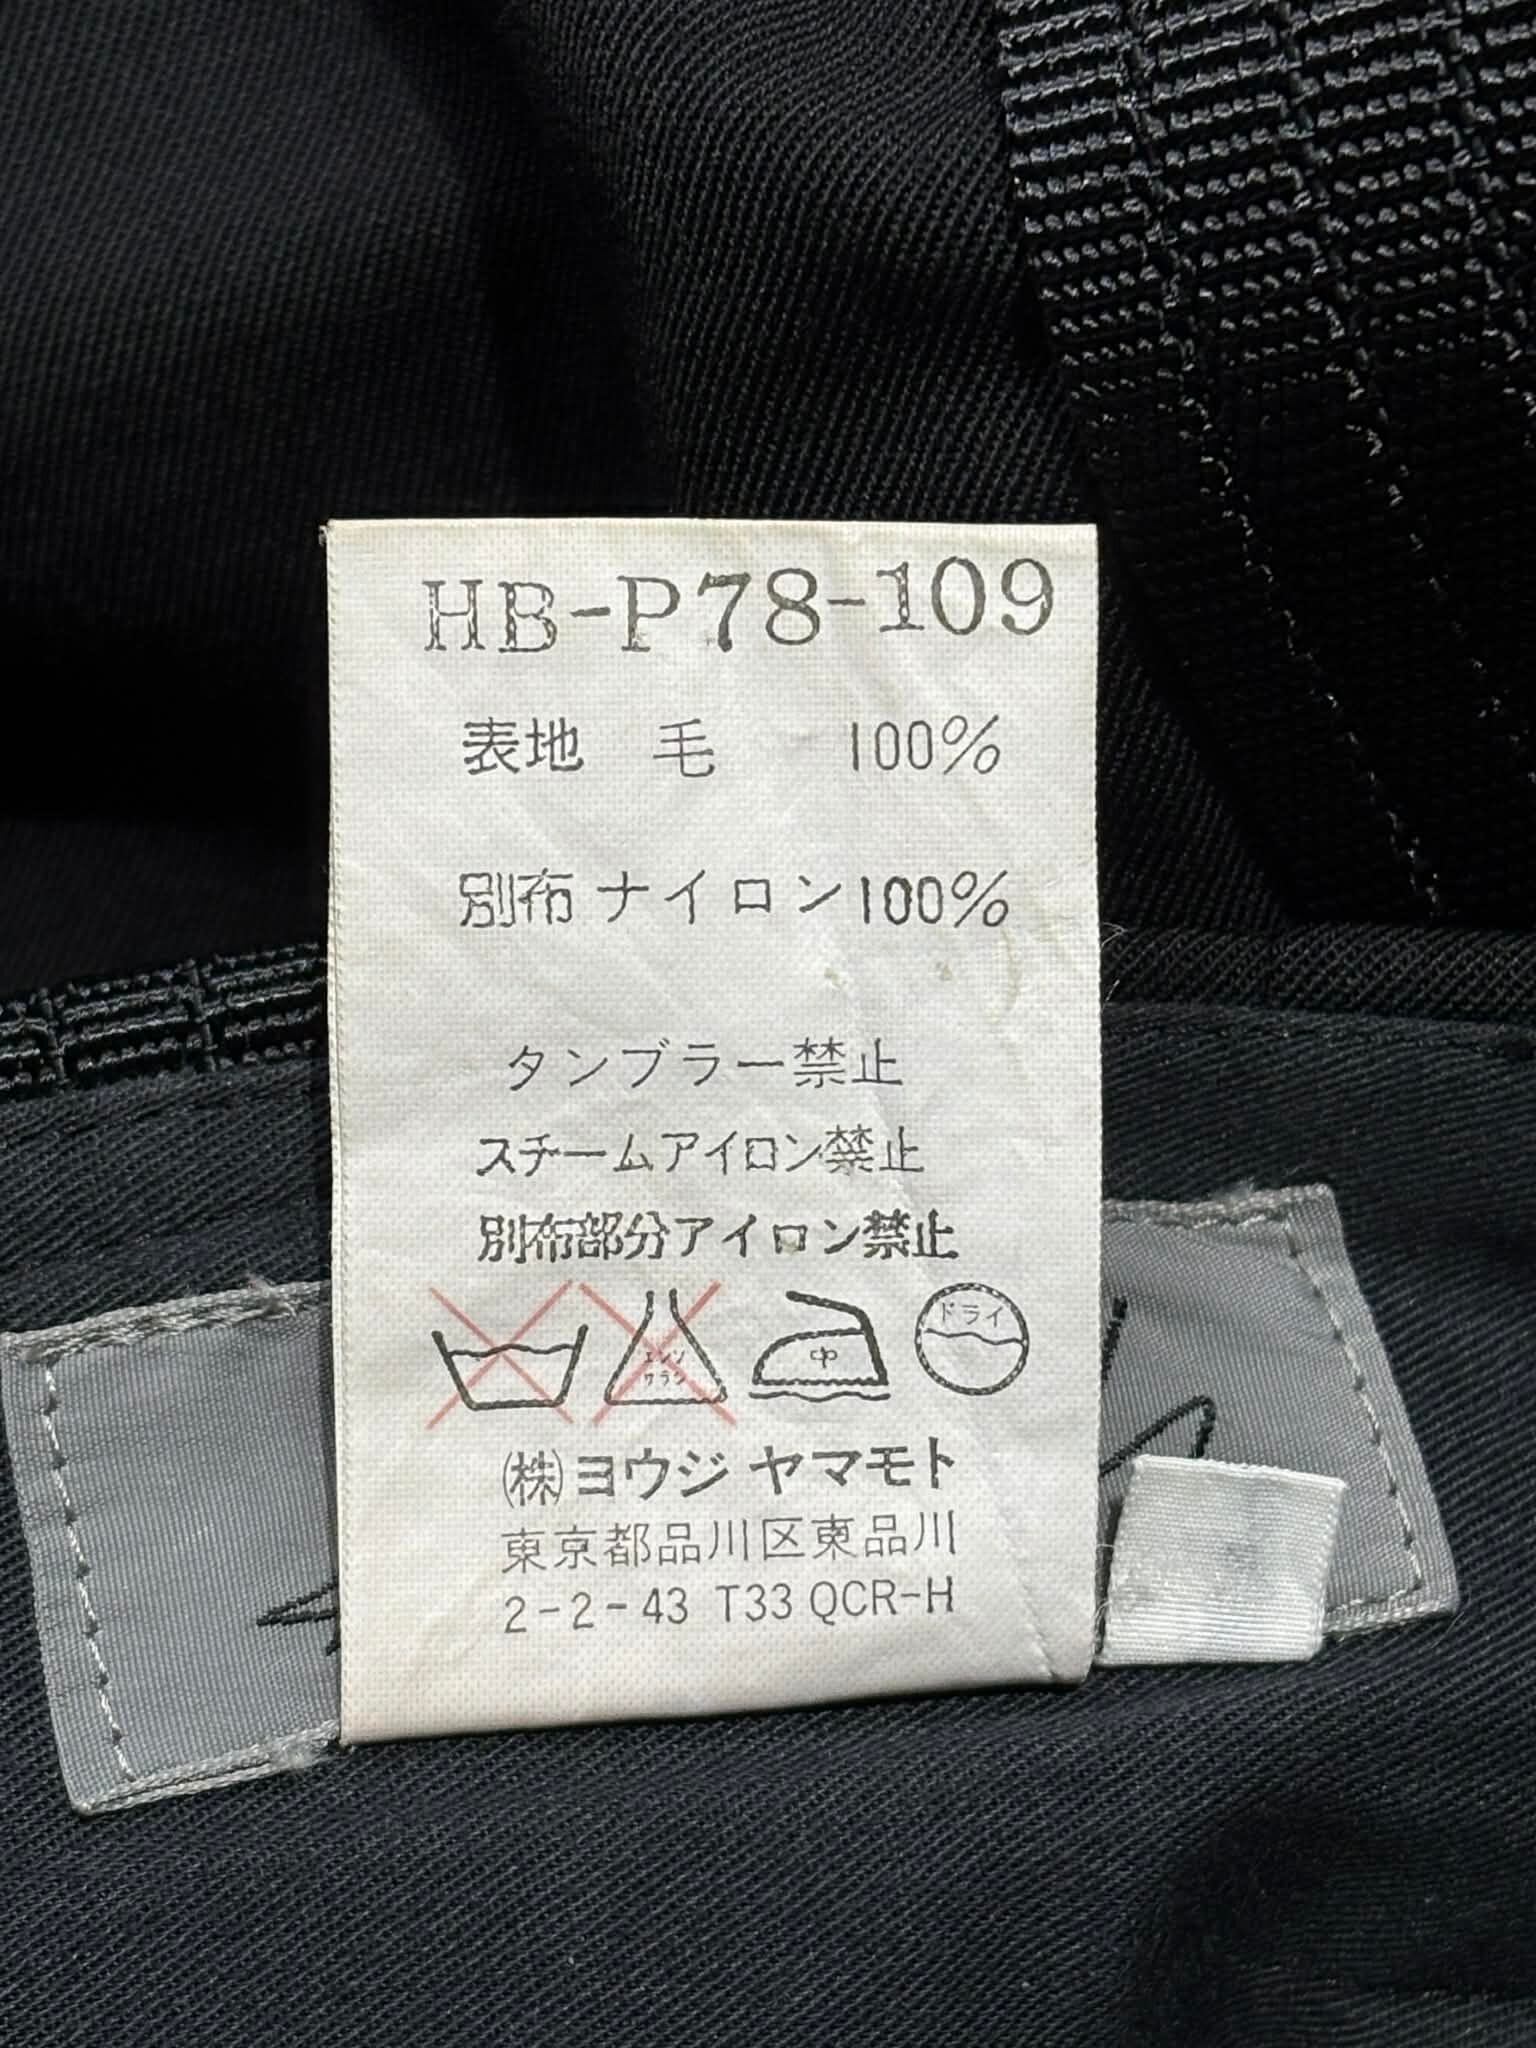 HB-P78-109
表地 毛 100%
別布 ナイロン100%
タンブラー禁止
スチームアイロン禁止
別布部分アイロン禁止
エンソ
サラシ
中
ドライ
(株)ヨウジ ヤマモト
東京都品川区東品川
2-2-43 T33 QCR-H